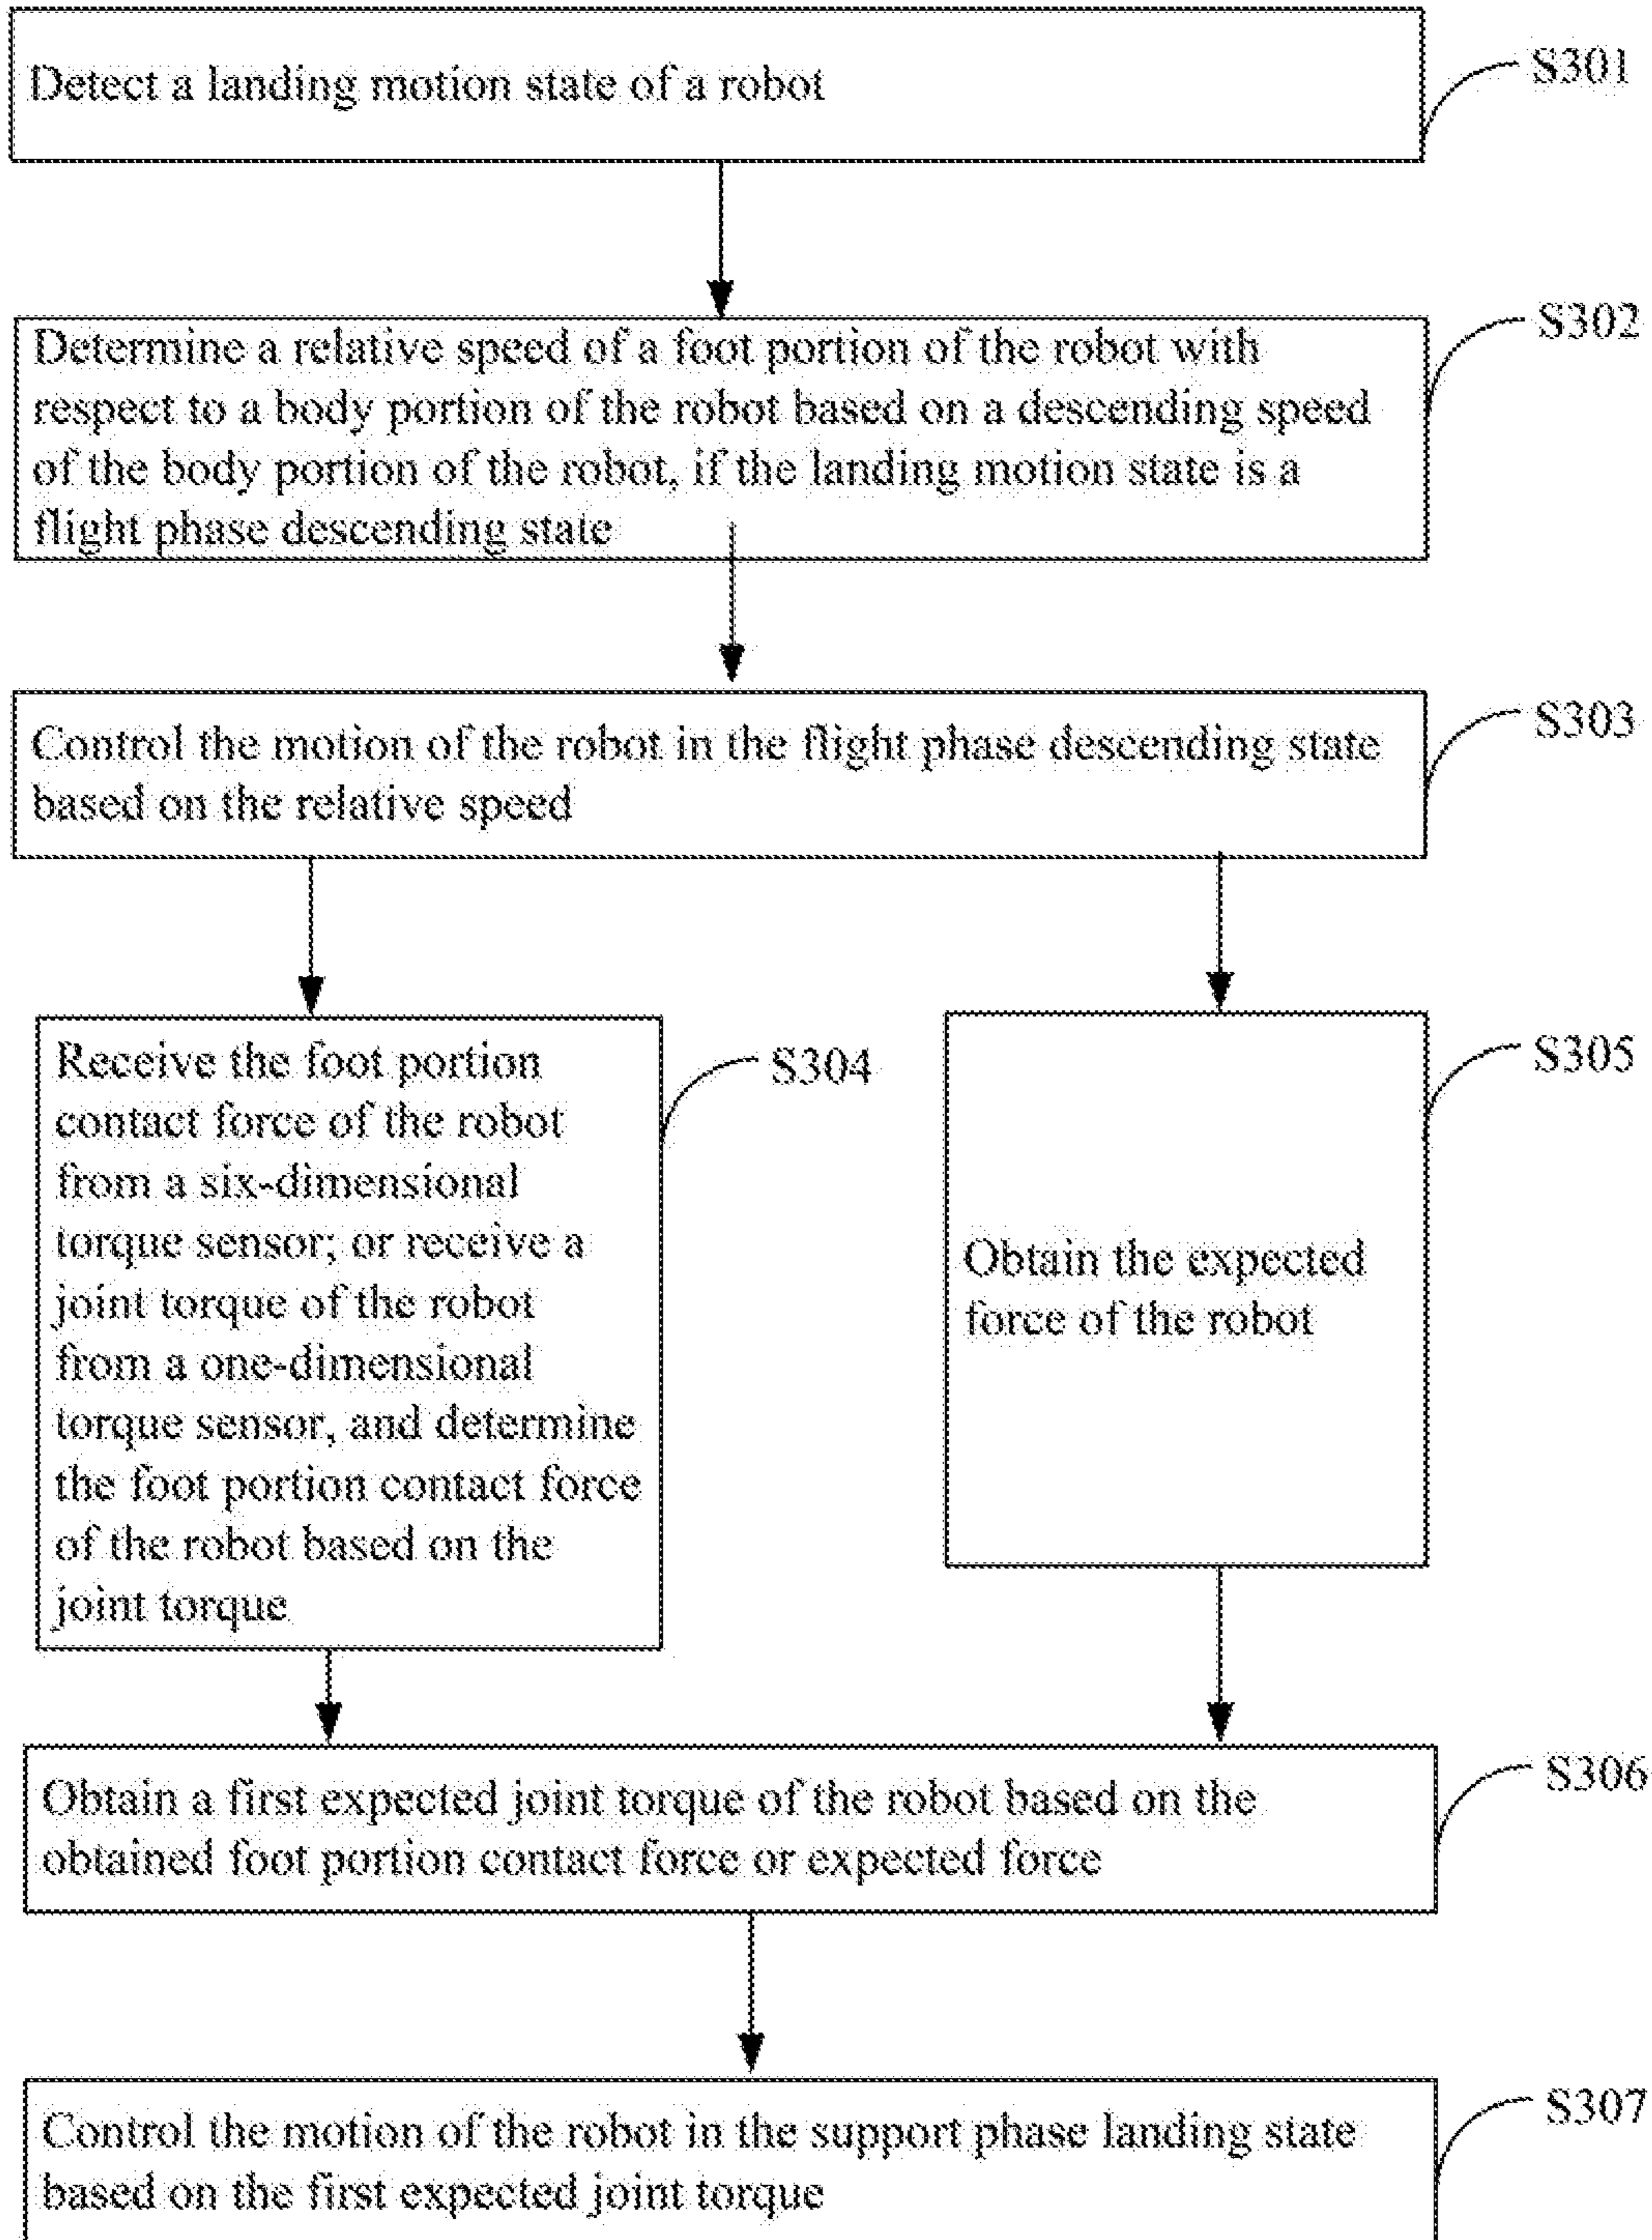 Detect a landing motion state of a robot
S301
Determine a relative speed of a foot portion of the robot with
respect to a body portion of the robot based on a descending speed
of the body portion of the robot, if the landing motion state is a
flight phase descending state
S302
Control the motion of the robot in the flight phase descending state
based on the relative speed
S303
Receive the foot portion
contact force of the robot
from a six-dimensional
torque sensor; or receive a
joint torque of the robot
from a one-dimensional
torque sensor, and determine
the foot portion contact force
of the robot based on the
joint torque
S304
Obtain the expected
force of the robot
S305
Obtain a first expected joint torque of the robot based on the
obtained foot portion contact force or expected force
S306
Control the motion of the robot in the support phase landing state
based on the first expected joint torque
S307